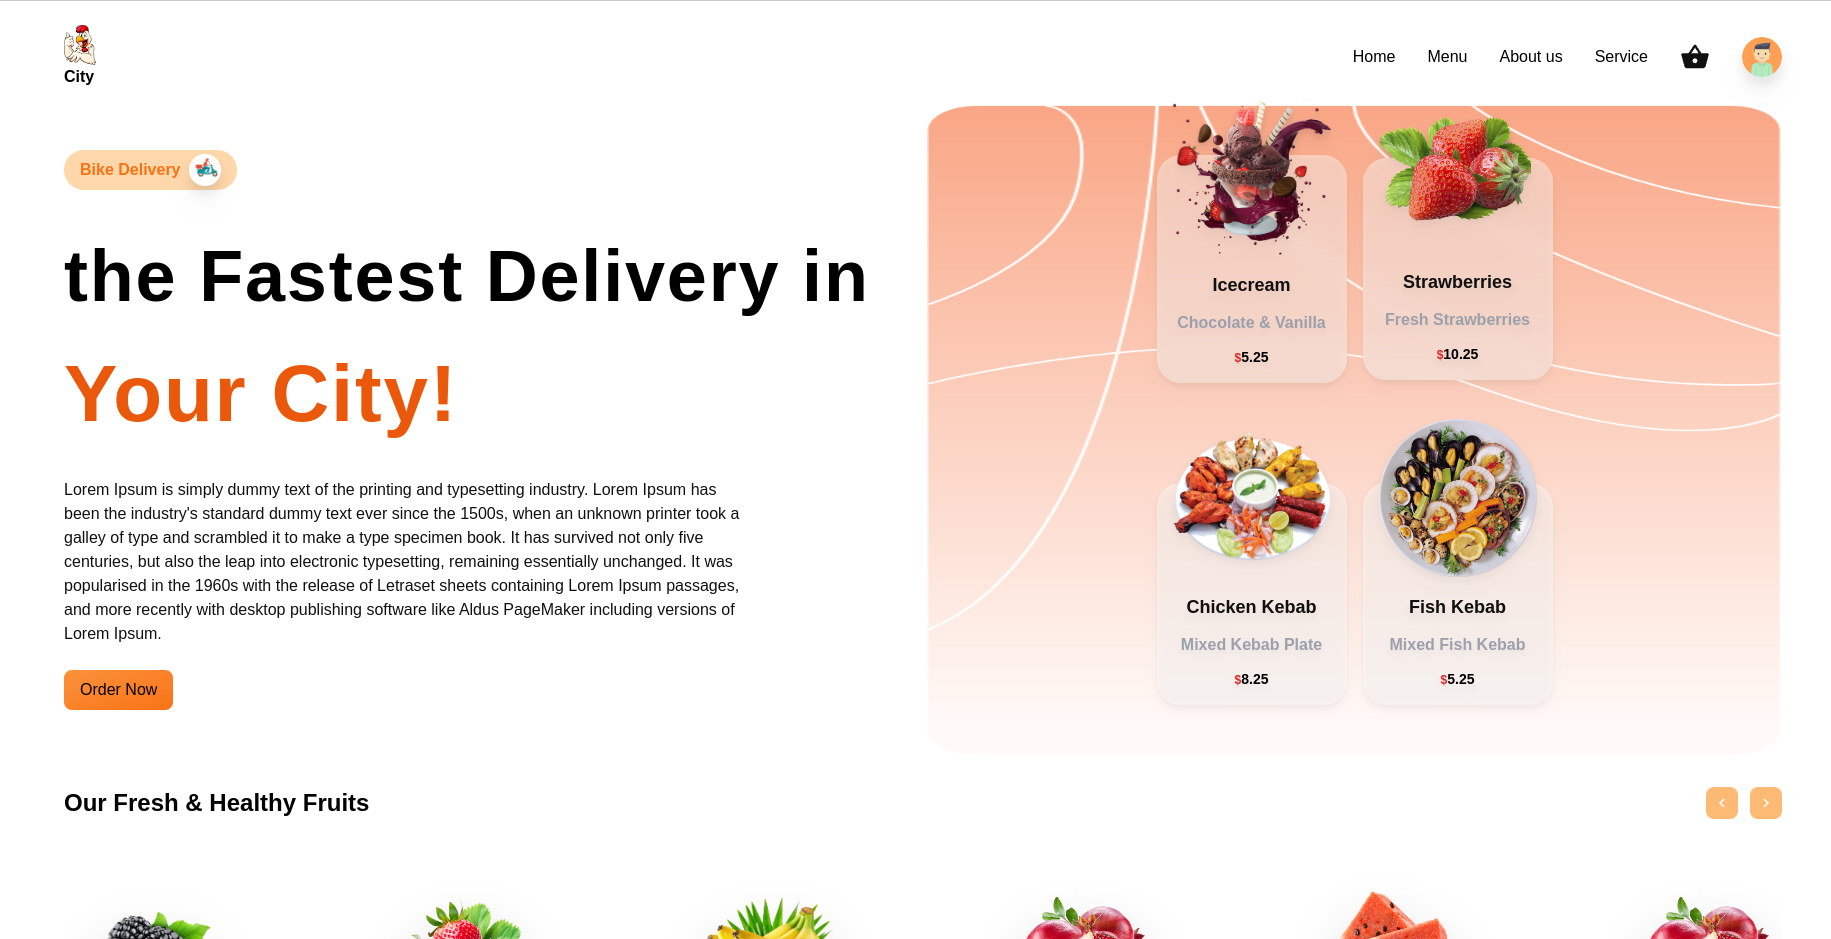 City
Home
Menu
About us
Service
Bike Delivery
the Fastest Delivery in
Your City!
Lorem Ipsum is simply dummy text of the printing and typesetting industry. Lorem Ipsum has
been the industry's standard dummy text ever since the 1500s, when an unknown printer took a
galley of type and scrambled it to make a type specimen book. It has survived not only five
centuries, but also the leap into electronic typesetting, remaining essentially unchanged. It was
popularised in the 1960s with the release of Letraset sheets containing Lorem Ipsum passages,
and more recently with desktop publishing software like Aldus PageMaker including versions of
Lorem Ipsum.
Order Now
Icecream
Chocolate & Vanilla
$5.25
Strawberries
Fresh Strawberries
$10.25
Chicken Kebab
Mixed Kebab Plate
$8.25
Fish Kebab
Mixed Fish Kebab
$5.25
Our Fresh & Healthy Fruits